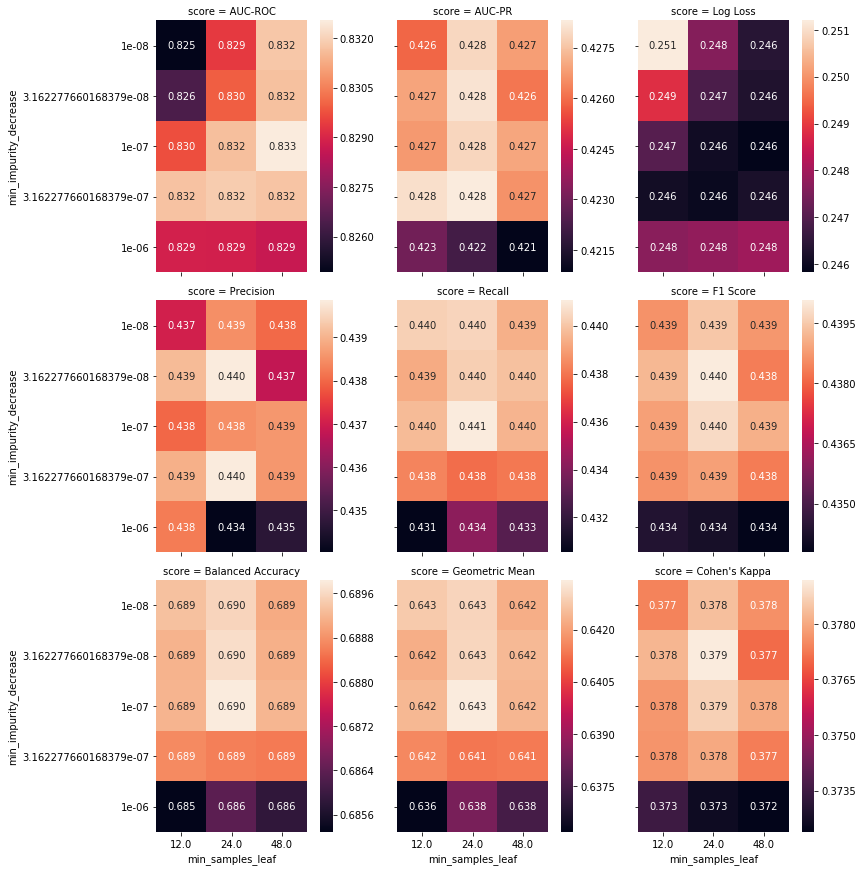 score = AUC-ROC
score = AUC-PR
score = Log Loss
min_impurity_decrease
1e-08
0.825 0.829 0.832
0.426 0.428 0.427
0.251 0.248 0.246
3.162277660168379e-08
0.826 0.830 0.832
0.427 0.428 0.426
0.249 0.247 0.246
1e-07
0.830 0.832 0.833
0.427 0.428 0.427
0.247 0.246 0.246
3.162277660168379e-07
0.832 0.832 0.832
0.428 0.428 0.427
0.246 0.246 0.246
1e-06
0.829 0.829 0.829
0.423 0.422 0.421
0.248 0.248 0.248
0.8320
0.8305
0.8290
0.8275
0.8260
0.4275
0.4260
0.4245
0.4230
0.4215
0.251
0.250
0.249
0.248
0.247
0.246
score = Precision
score = Recall
score = F1 Score
min_impurity_decrease
1e-08
0.437 0.439 0.438
0.440 0.440 0.439
0.439 0.439 0.439
3.162277660168379e-08
0.439 0.440 0.437
0.439 0.440 0.440
0.439 0.440 0.438
1e-07
0.438 0.438 0.439
0.440 0.441 0.440
0.439 0.440 0.439
3.162277660168379e-07
0.439 0.440 0.439
0.438 0.438 0.438
0.439 0.439 0.438
1e-06
0.438 0.434 0.435
0.431 0.434 0.433
0.434 0.434 0.434
0.439
0.438
0.437
0.436
0.435
0.440
0.438
0.436
0.434
0.432
0.4395
0.4380
0.4365
0.4350
score = Balanced Accuracy
score = Geometric Mean
score = Cohen's Kappa
min_impurity_decrease
1e-08
0.689 0.690 0.689
0.643 0.643 0.642
0.377 0.378 0.378
3.162277660168379e-08
0.689 0.690 0.689
0.642 0.643 0.642
0.378 0.379 0.377
1e-07
0.689 0.690 0.689
0.642 0.643 0.642
0.378 0.379 0.378
3.162277660168379e-07
0.689 0.689 0.689
0.642 0.641 0.641
0.378 0.378 0.377
1e-06
0.685 0.686 0.686
0.636 0.638 0.638
0.373 0.373 0.372
0.6896
0.6888
0.6880
0.6872
0.6864
0.6856
0.6420
0.6405
0.6390
0.6375
0.3780
0.3765
0.3750
0.3735
12.0 24.0 48.0
12.0 24.0 48.0
12.0 24.0 48.0
min_samples_leaf
min_samples_leaf
min_samples_leaf